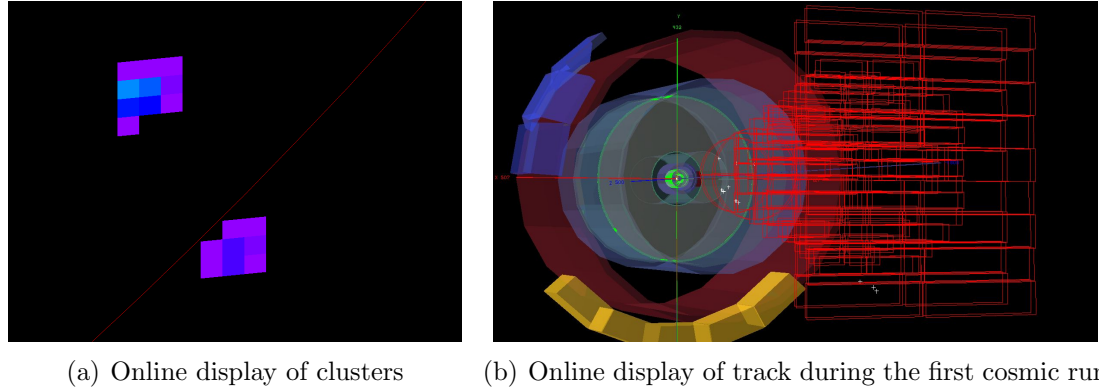 Y
(a) Online display of clusters
(b) Online display of track during the first cosmic run